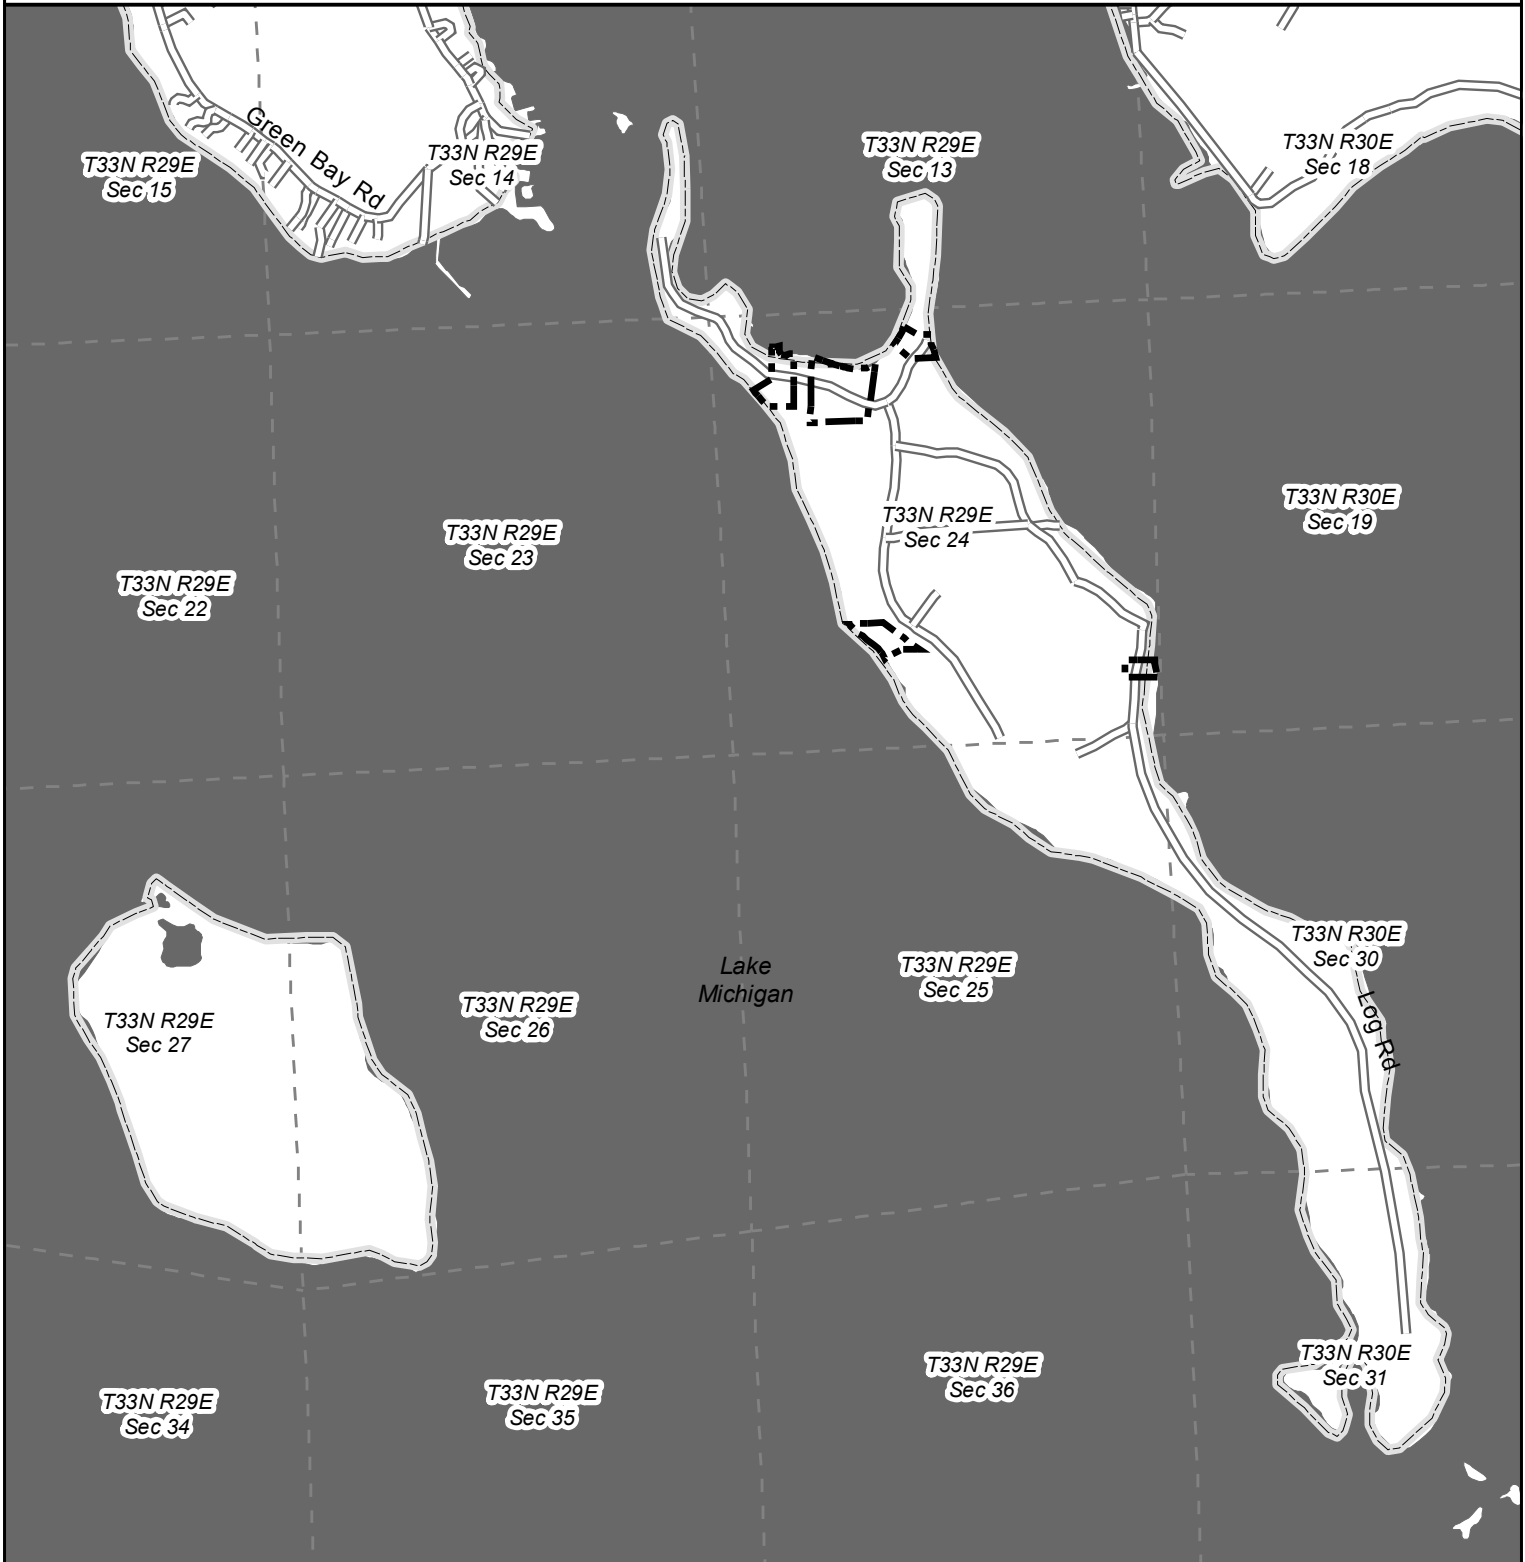 Green Bay Rd
T33N R29E
Sec 15
T33N R29E
Sec 14
T33N R29E
Sec 13
T33N R30E
Sec 18
T33N R29E
Sec 22
T33N R29E
Sec 23
T33N R29E
Sec 24
T33N R30E
Sec 19
T33N R29E
Sec 27
T33N R29E
Sec 26
Lake
Michigan
T33N R29E
Sec 25
T33N R30E
Sec 30
Log Rd
T33N R29E
Sec 34
T33N R29E
Sec 35
T33N R29E
Sec 36
T33N R30E
Sec 31